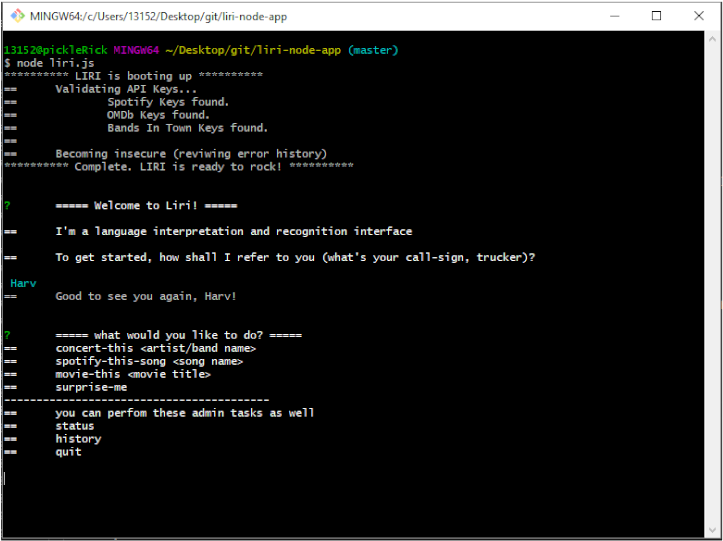 MINGW64:/c/Users/13152/Desktop/git/liri-node-app
13152@pickleRick MINGW64 ~/Desktop/git/liri-node-app (master)
$ node liri.js
********** LIRI is booting up **********
== Validating API Keys...
== Spotify Keys found.
== OMDb Keys found.
== Bands In Town Keys found.
==
== Becoming insecure (reviwing error history)
********** Complete. LIRI is ready to rock! **********
? ===== Welcome to Liri! =====
== I'm a language interpretation and recognition interface
== To get started, how shall I refer to you (what's your call-sign, trucker)?
Harv
== Good to see you again, Harv!
? ===== what would you like to do? =====
== concert-this <artist/band name>
== spotify-this-song <song name>
== movie-this <movie title>
== surprise-me
-----------------------------------------
== you can perfom these admin tasks as well
== status
== history
== quit